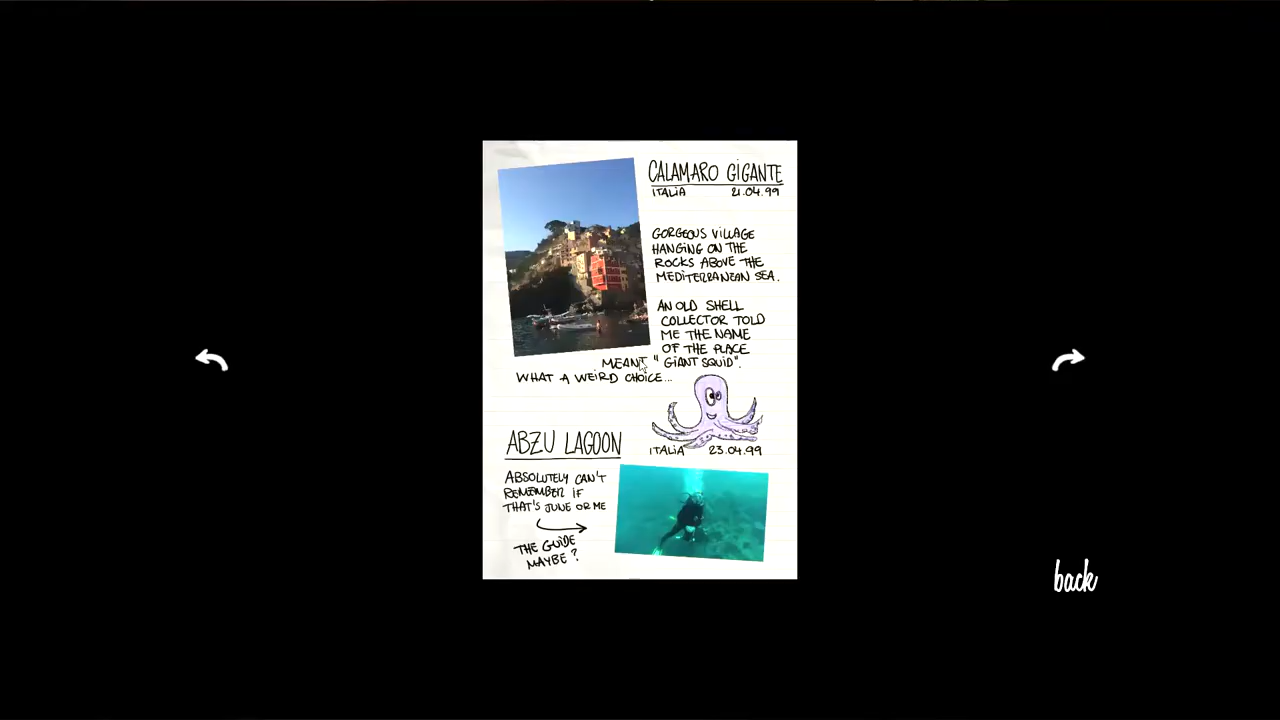 CALAMARO GIGANTE
ITALIA 21.04.99
GORGEOUS VILLAGE
HANGING ON THE
ROCKS ABOVE THE
MEDITERRANEAN SEA.
AN OLD SHELL
COLLECTOR TOLD
ME THE NAME
OF THE PLACE
MEANT "GIANT SQUID".
WHAT A WEIRD CHOICE...
ABZU LAGOON
ITALIA 23.04.99
ABSOLUTELY CAN'T
REMEMBER IF
THAT'S JUNE OR ME
THE GUIDE
MAYBE?
back